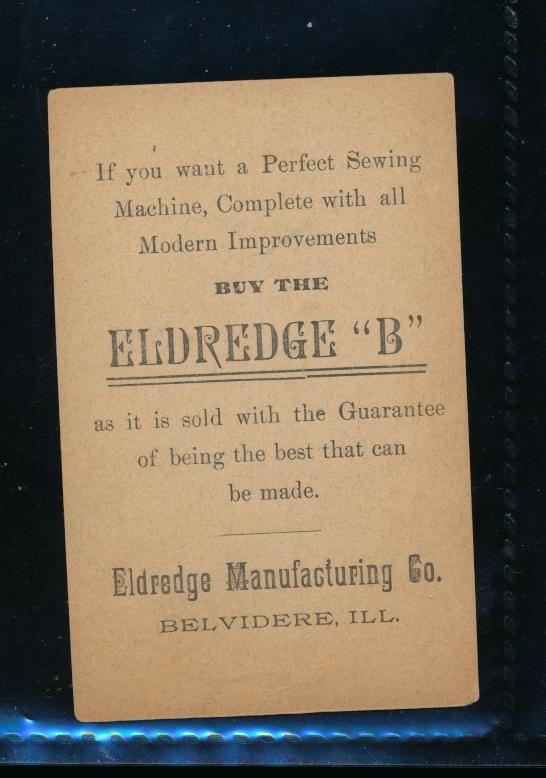 If you want a Perfect Sewing
Machine, Complete with all
Modern Improvements
BUY THE
ELDREDGE "B"
as it is sold with the Guarantee
of being the best that can
be made.
Eldredge Manufacturing Co.
BELVIDERE, ILL.